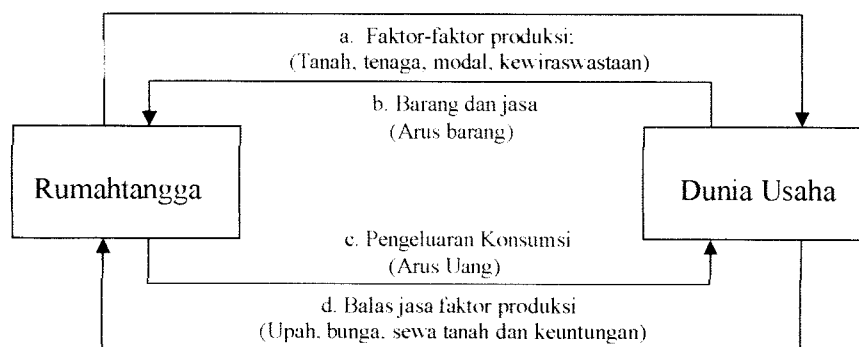 a. Faktor-faktor produksi:
(Tanah, tenaga, modal, kewiraswastaan)
b. Barang dan jasa
(Arus barang)
Rumahtangga
Dunia Usaha
c. Pengeluaran Konsumsi
(Arus Uang)
d. Balas jasa faktor produksi
(Upah, bunga, sewa tanah dan keuntungan)